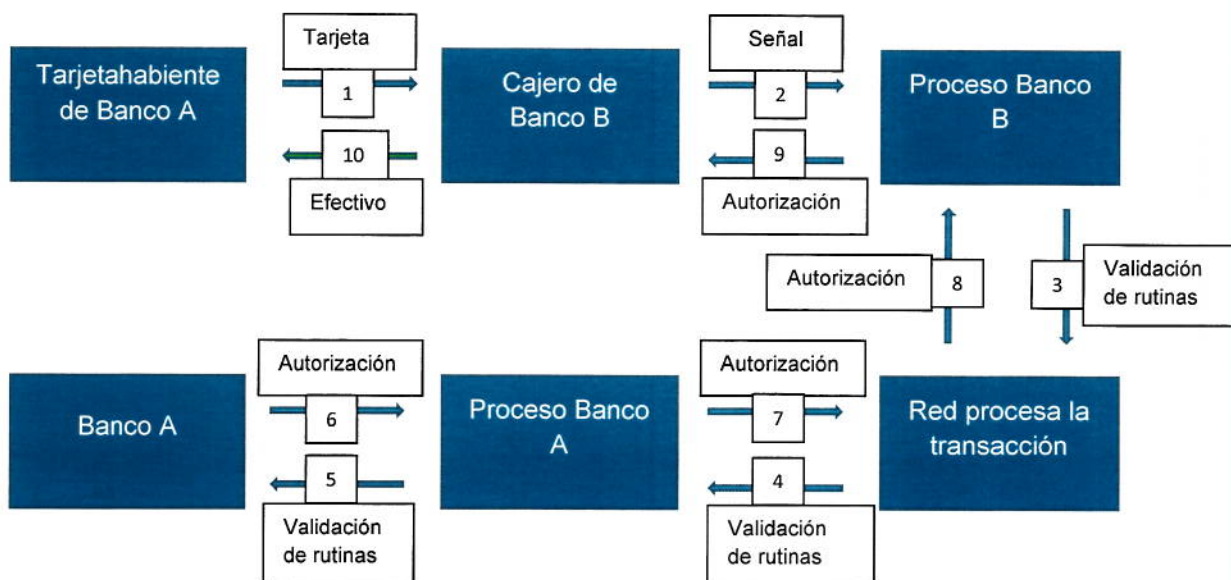 Tarjetahabiente
de Banco A
Tarjeta
1
10
Efectivo
Cajero de
Banco B
Señal
2
9
Autorización
Proceso Banco
B
Autorización
8
3
Validación
de rutinas
Banco A
Autorización
6
5
Validación
de rutinas
Proceso Banco
A
Autorización
7
4
Validación
de rutinas
Red procesa la
transacción